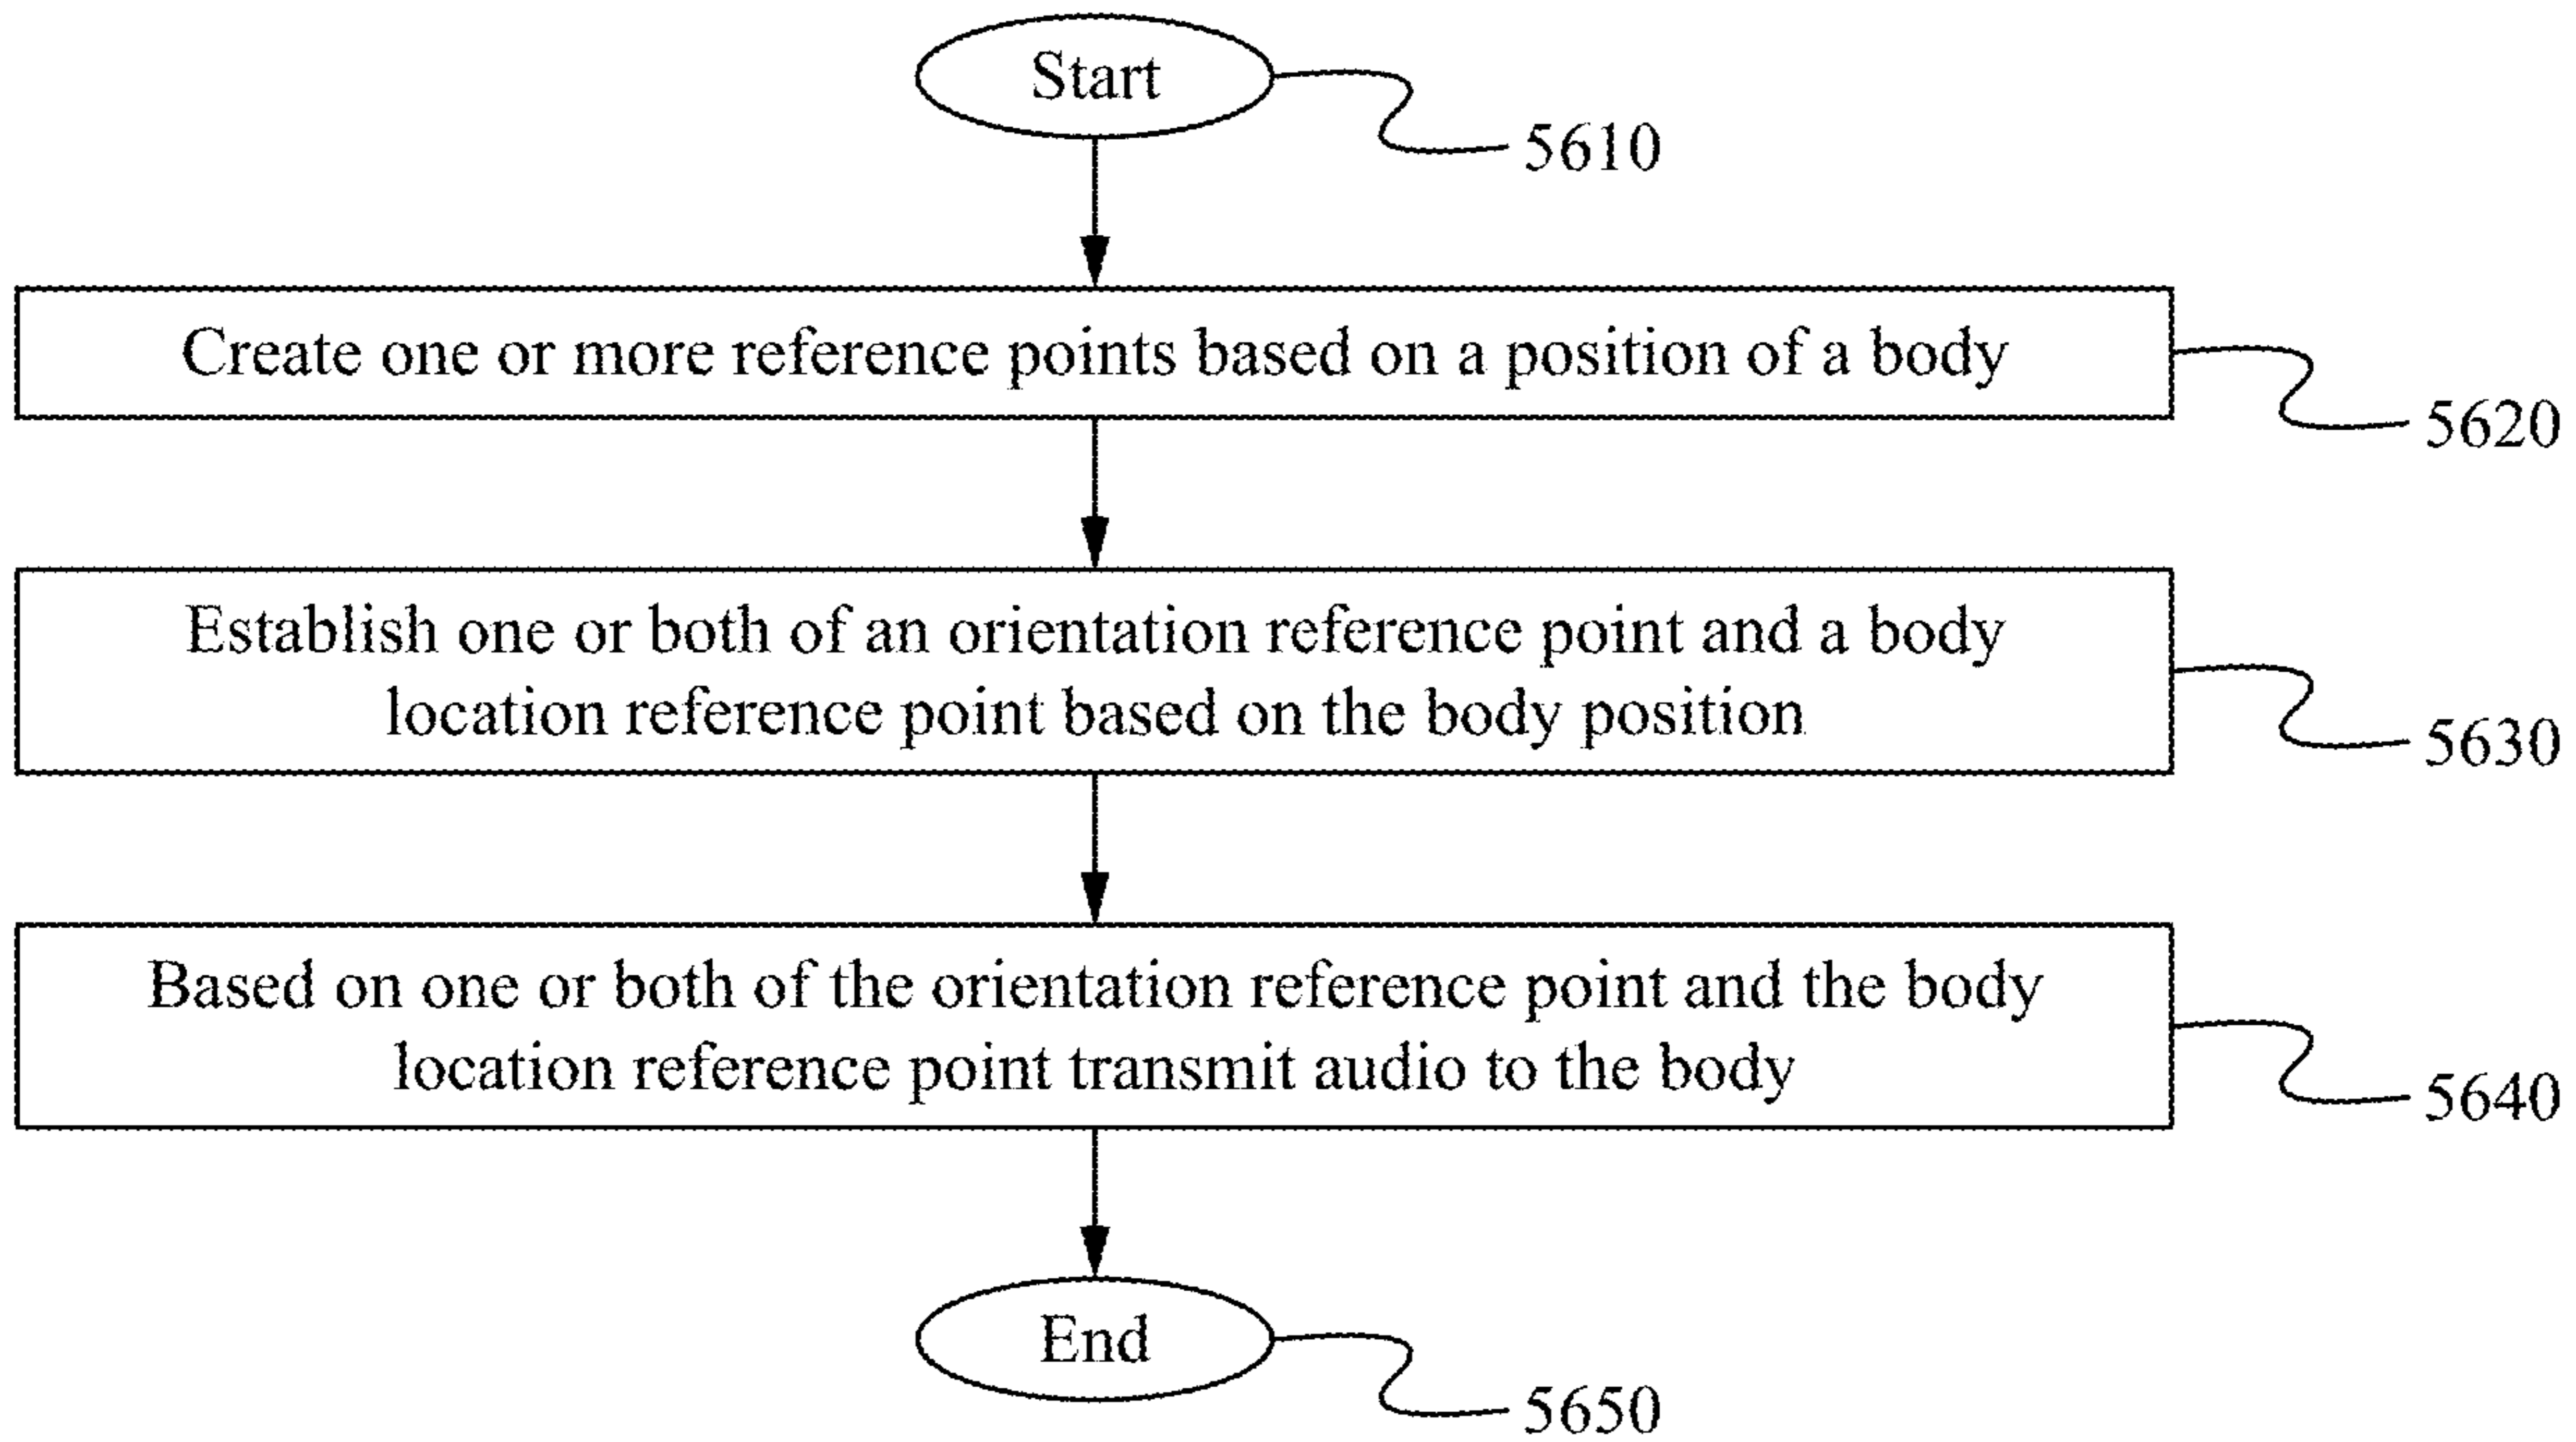 Start
5610
Create one or more reference points based on a position of a body
5620
Establish one or both of an orientation reference point and a body
location reference point based on the body position
5630
Based on one or both of the orientation reference point and the body
location reference point transmit audio to the body
5640
End
5650